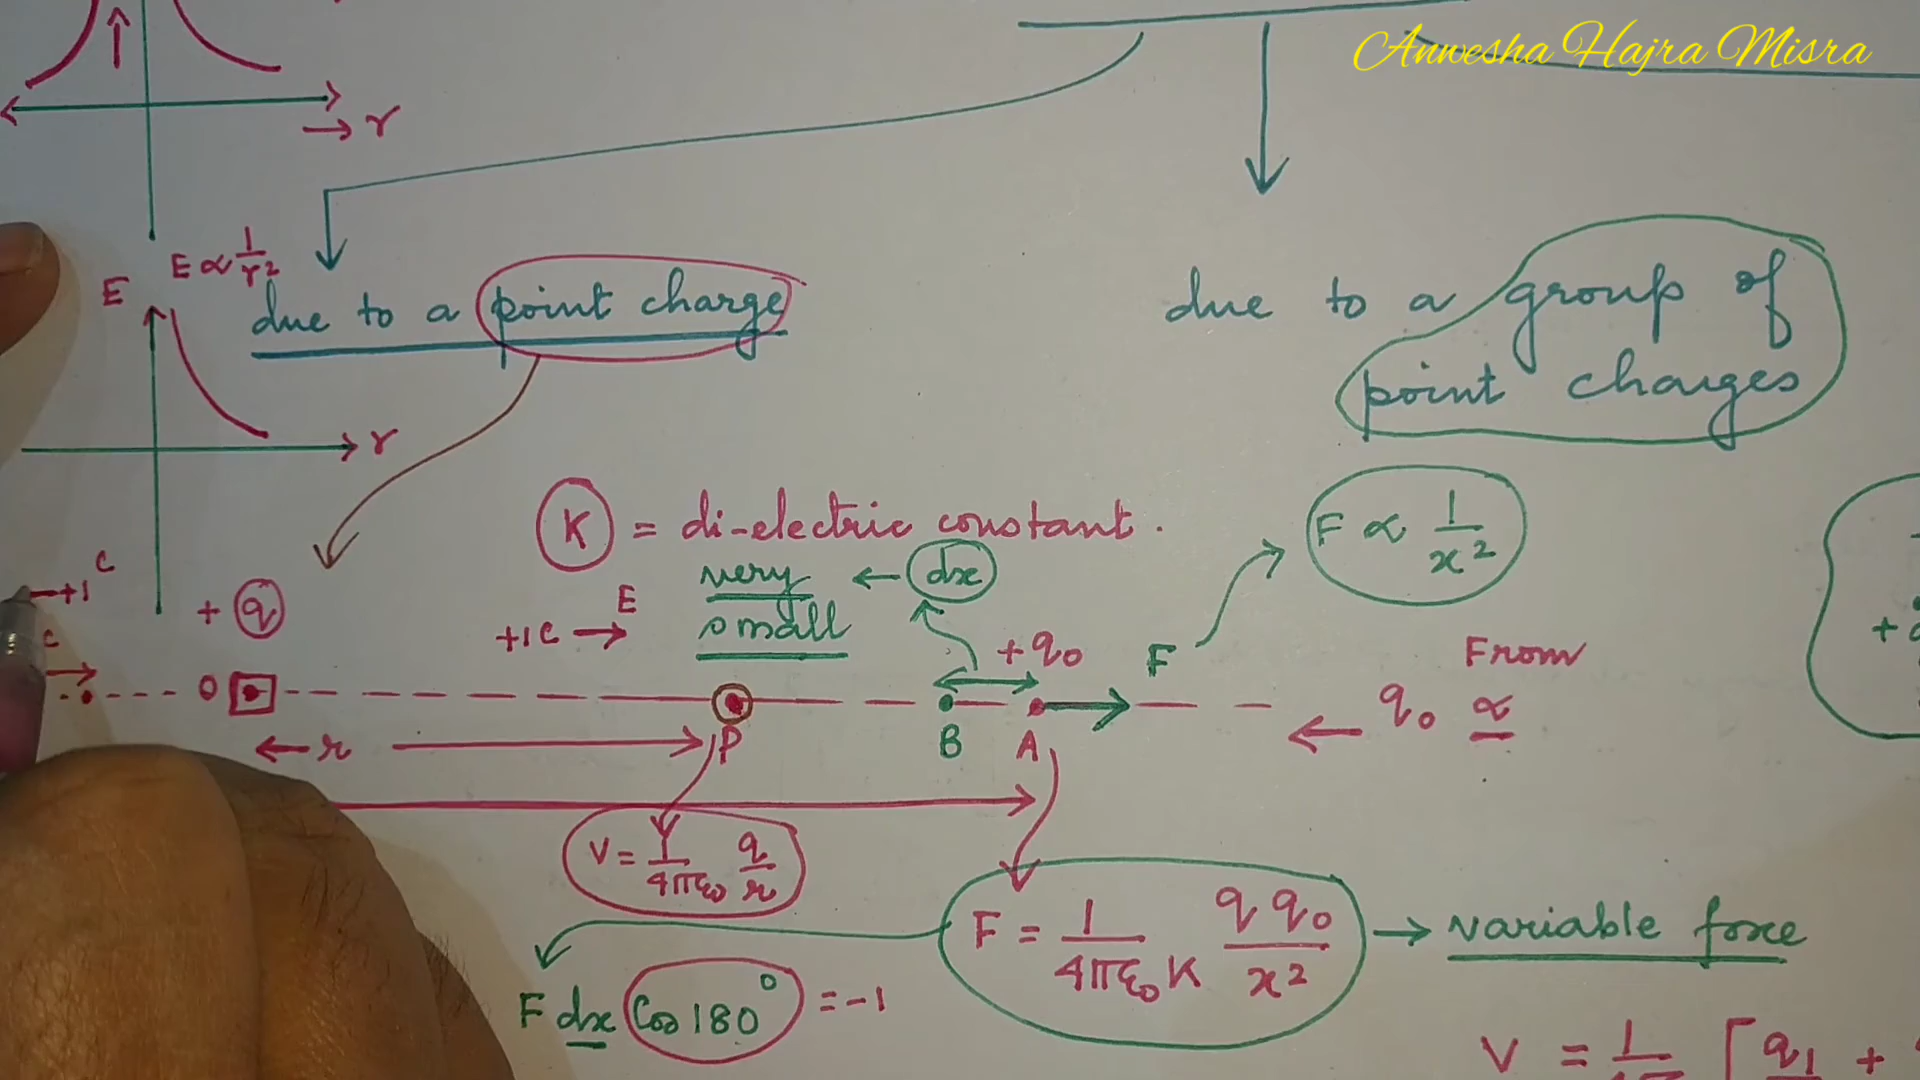 Anwesha Hajra Misra
→ r
E
E ∝ 1/r²
due to a point charge
→ r
due to a group of
point charges
K = di-electric constant.
very ← dx
small
F ∝ 1/x²
→ +1 C
C →
+ q
+1C → E
+q₀
F
From
q₀ ∝
O
← r →
P
B
A
V = 1/4πε₀ q/r
F = 1/4πε₀K qq₀/x² → variable force
F dx Cos 180° = -1
V = 1 [q₁ +